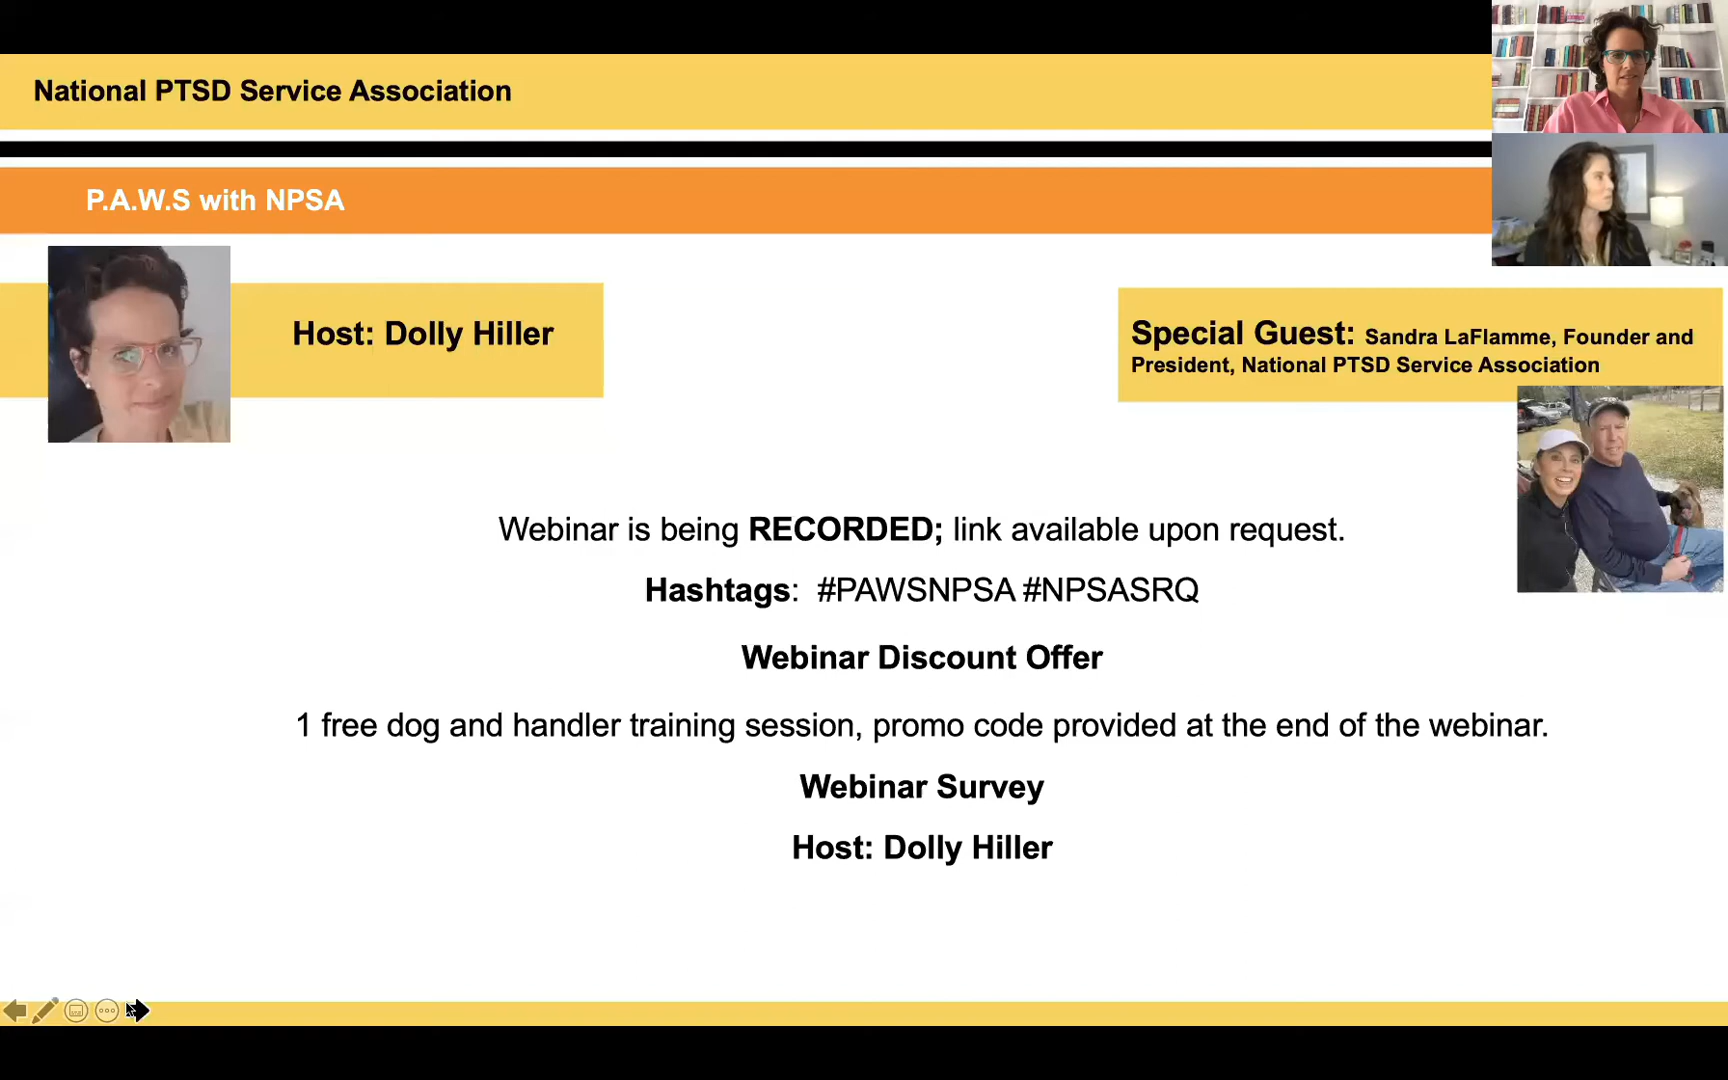 National PTSD Service Association
P.A.W.S with NPSA
Host: Dolly Hiller
Special Guest: Sandra LaFlamme, Founder and
President, National PTSD Service Association
Webinar is being RECORDED; link available upon request.
Hashtags:  #PAWSNPSA #NPSASRQ
Webinar Discount Offer
1 free dog and handler training session, promo code provided at the end of the webinar.
Webinar Survey
Host: Dolly Hiller